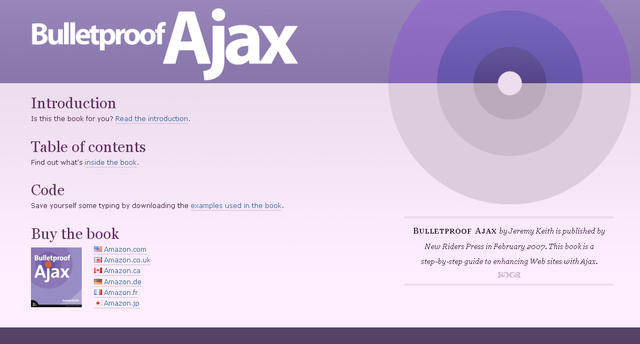 Bulletproof Ajax
Introduction
Is this the book for you? Read the introduction.
Table of contents
Find out what's inside the book.
Code
Save yourself some typing by downloading the examples used in the book.
Buy the book
Bulletproof
Ajax
Amazon.com
Amazon.co.uk
Amazon.ca
Amazon.de
Amazon.fr
Amazon.jp
Bulletproof Ajax by Jeremy Keith is published by
New Riders Press in February 2007. This book is a
step-by-step guide to enhancing Web sites with Ajax.